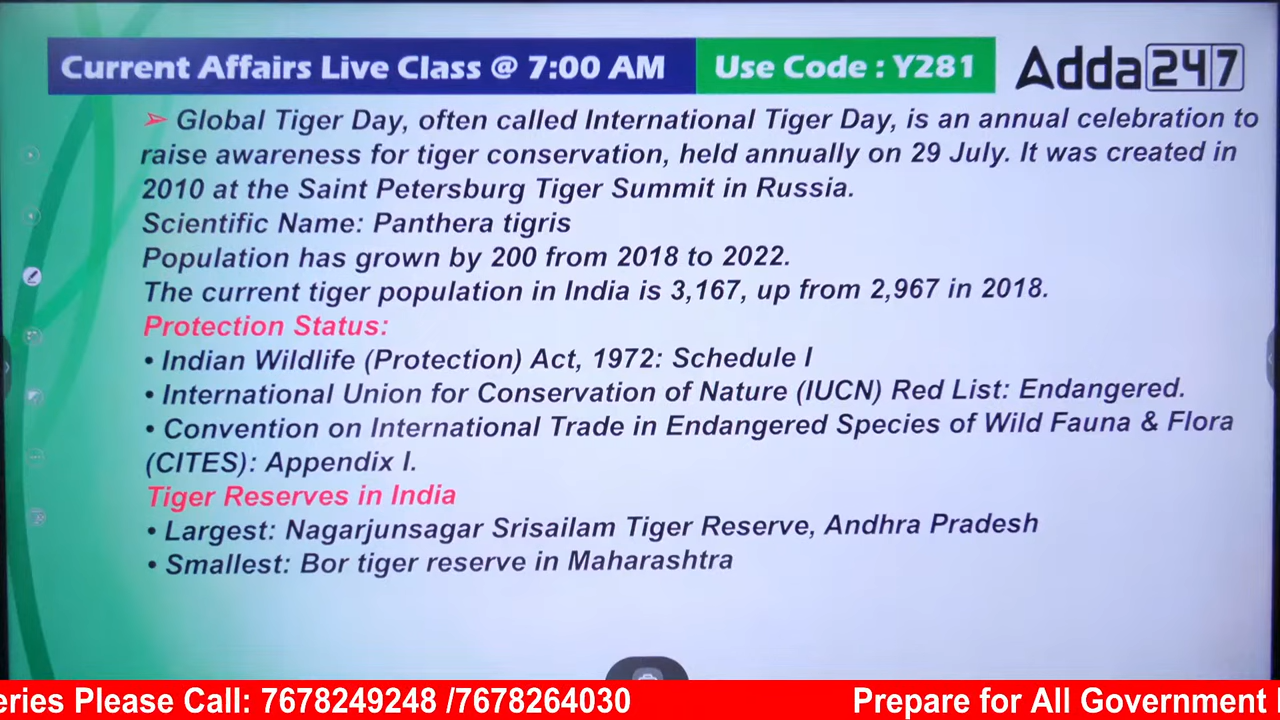 Current Affairs Live Class @ 7:00 AM
Use Code : Y281
Adda247
➢ Global Tiger Day, often called International Tiger Day, is an annual celebration to
raise awareness for tiger conservation, held annually on 29 July. It was created in
2010 at the Saint Petersburg Tiger Summit in Russia.
Scientific Name: Panthera tigris
Population has grown by 200 from 2018 to 2022.
The current tiger population in India is 3,167, up from 2,967 in 2018.
Protection Status:
• Indian Wildlife (Protection) Act, 1972: Schedule I
• International Union for Conservation of Nature (IUCN) Red List: Endangered.
• Convention on International Trade in Endangered Species of Wild Fauna & Flora
(CITES): Appendix I.
Tiger Reserves in India
• Largest: Nagarjunsagar Srisailam Tiger Reserve, Andhra Pradesh
• Smallest: Bor tiger reserve in Maharashtra
eries Please Call: 7678249248 /7678264030
Prepare for All Government